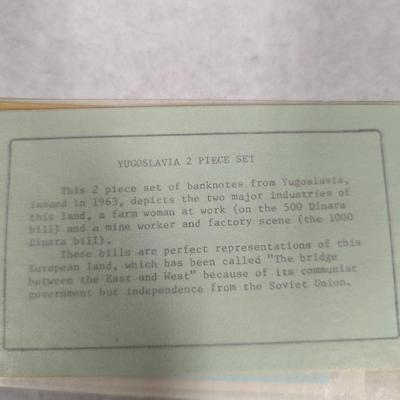 YUGOSLAVIA 2 PIECE SET
This 2 piece set of banknotes from Yugoslavia,
issued in 1963, depicts the two major industries of
this land, a farm woman at work (on the 500 Dinara
bill) and a mine worker and factory scene (the 1000
Dinara bill).
These bills are perfect representations of this
European land, which has been called "The bridge
between the East and West" because of its communist
government but independence from the Soviet Union.